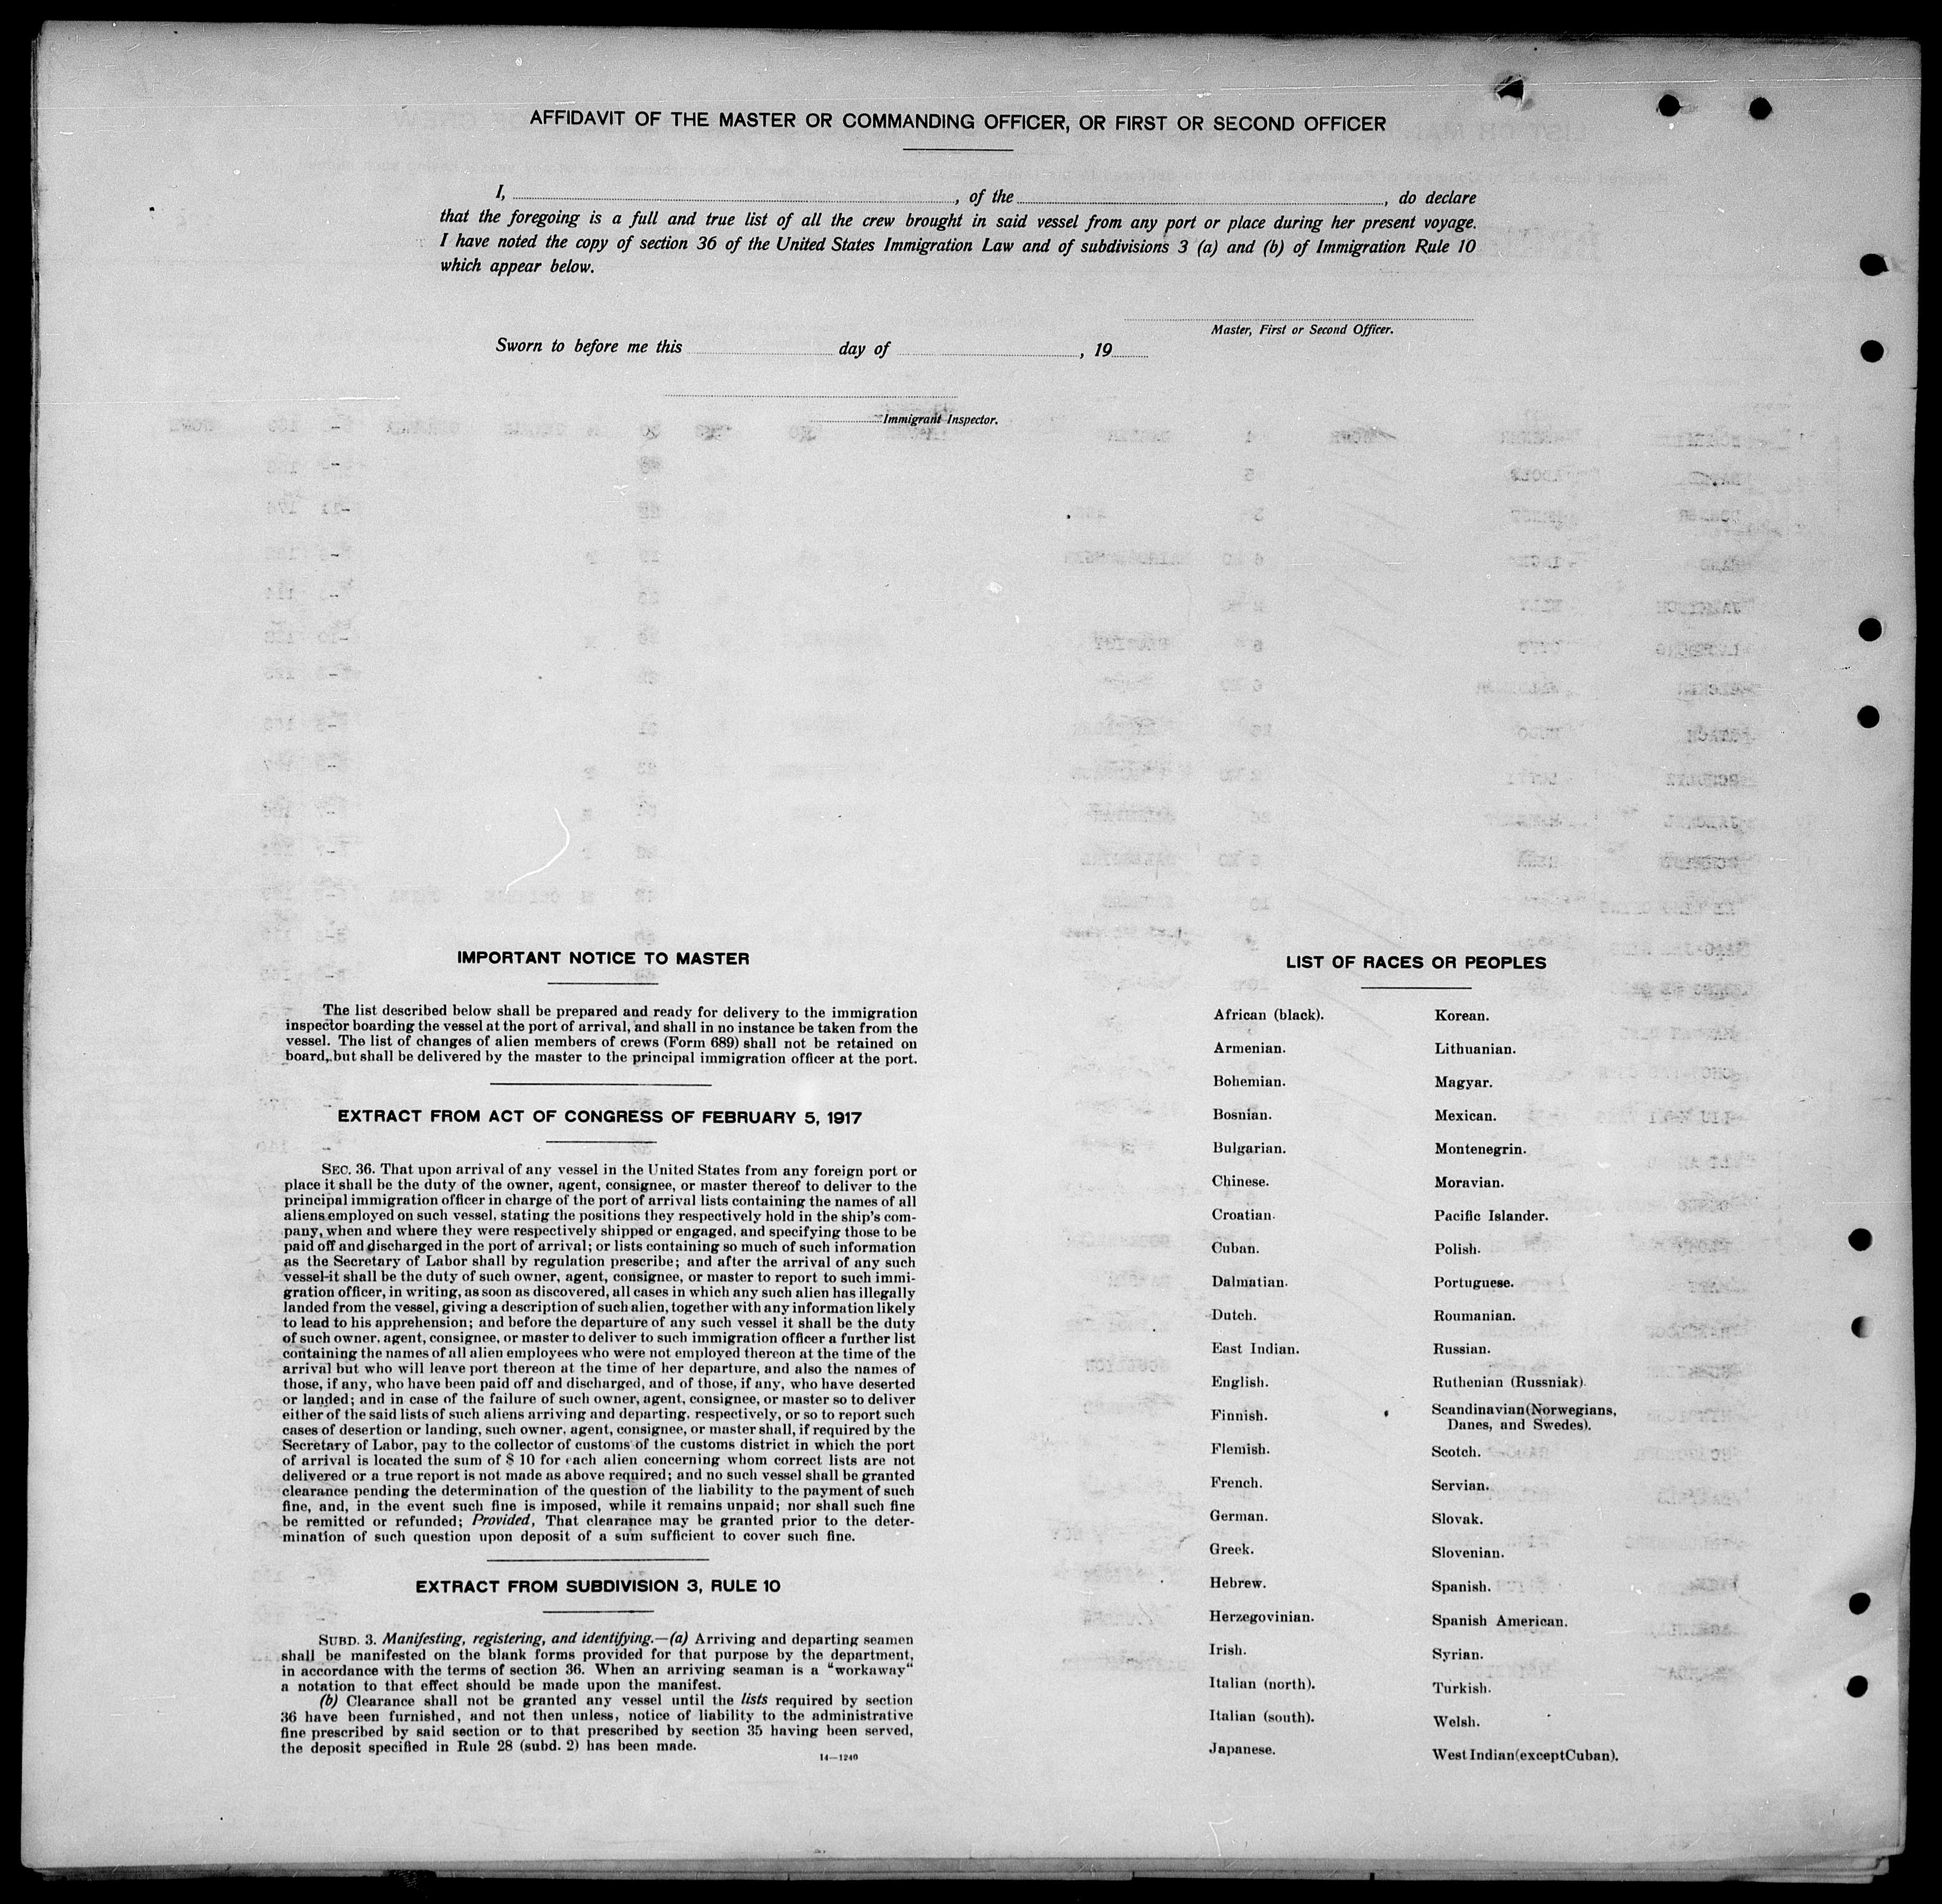 AFFIDAVIT OF THE MASTER OR COMMANDING OFFICER, OR FIRST OR SECOND OFFICER
I, , of the , do declare
that the foregoing is a full and true list of all the crew brought in said vessel from any port or place during her present voyage.
I have noted the copy of section 36 of the United States Immigration Law and of subdivisions 3 (a) and (b) of Immigration Rule 10
which appear below.
Master, First or Second Officer.
Sworn to before me this day of , 19
Immigrant Inspector.
IMPORTANT NOTICE TO MASTER
The list described below shall be prepared and ready for delivery to the immigration
inspector boarding the vessel at the port of arrival, and shall in no instance be taken from the
vessel. The list of changes of alien members of crews (Form 689) shall not be retained on
board, but shall be delivered by the master to the principal immigration officer at the port.
EXTRACT FROM ACT OF CONGRESS OF FEBRUARY 5, 1917
SEC. 36. That upon arrival of any vessel in the United States from any foreign port or
place it shall be the duty of the owner, agent, consignee, or master thereof to deliver to the
principal immigration officer in charge of the port of arrival lists containing the names of all
aliens employed on such vessel, stating the positions they respectively hold in the ship's com-
pany, when and where they were respectively shipped or engaged, and specifying those to be
paid off and discharged in the port of arrival; or lists containing so much of such information
as the Secretary of Labor shall by regulation prescribe; and after the arrival of any such
vessel it shall be the duty of such owner, agent, consignee, or master to report to such immi-
gration officer, in writing, as soon as discovered, all cases in which any such alien has illegally
landed from the vessel, giving a description of such alien, together with any information likely
to lead to his apprehension; and before the departure of any such vessel it shall be the duty
of such owner, agent, consignee, or master to deliver to such immigration officer a further list
containing the names of all alien employees who were not employed thereon at the time of the
arrival but who will leave port thereon at the time of her departure, and also the names of
those, if any, who have been paid off and discharged, and of those, if any, who have deserted
or landed; and in case of the failure of such owner, agent, consignee, or master so to deliver
either of the said lists of such aliens arriving and departing, respectively, or so to report such
cases of desertion or landing, such owner, agent, consignee, or master shall, if required by the
Secretary of Labor, pay to the collector of customs of the customs district in which the port
of arrival is located the sum of $ 10 for each alien concerning whom correct lists are not
delivered or a true report is not made as above required; and no such vessel shall be granted
clearance pending the determination of the question of the liability to the payment of such
fine, and, in the event such fine is imposed, while it remains unpaid; nor shall such fine
be remitted or refunded; Provided, That clearance may be granted prior to the deter-
mination of such question upon deposit of a sum sufficient to cover such fine.
EXTRACT FROM SUBDIVISION 3, RULE 10
SUBD. 3. Manifesting, registering, and identifying.—(a) Arriving and departing seamen
shall be manifested on the blank forms provided for that purpose by the department,
in accordance with the terms of section 36. When an arriving seaman is a "workaway"
a notation to that effect should be made upon the manifest.
(b) Clearance shall not be granted any vessel until the lists required by section
36 have been furnished, and not then unless, notice of liability to the administrative
fine prescribed by said section or to that prescribed by section 35 having been served,
the deposit specified in Rule 28 (subd. 2) has been made.
14—1240
LIST OF RACES OR PEOPLES
African (black).
Armenian.
Bohemian.
Bosnian.
Bulgarian.
Chinese.
Croatian.
Cuban.
Dalmatian.
Dutch.
East Indian.
English.
Finnish.
Flemish.
French.
German.
Greek.
Hebrew.
Herzegovinian.
Irish.
Italian (north).
Italian (south).
Japanese.
Korean.
Lithuanian.
Magyar.
Mexican.
Montenegrin.
Moravian.
Pacific Islander.
Polish.
Portuguese.
Roumanian.
Russian.
Ruthenian (Russniak).
Scandinavian (Norwegians,
Danes, and Swedes).
Scotch.
Servian.
Slovak.
Slovenian.
Spanish.
Spanish American.
Syrian.
Turkish.
Welsh.
West Indian (except Cuban).